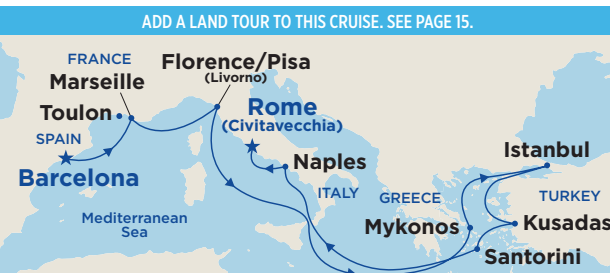 ADD A LAND TOUR TO THIS CRUISE. SEE PAGE 15.
FRANCE
Marseille
Toulon
SPAIN
Barcelona
Florence/Pisa
(Livorno)
Rome
(Civitavecchia)
Naples
ITALY
Mediterranean
Sea
GREECE
Mykonos
Istanbul
TURKEY
Kusadas
Santorini